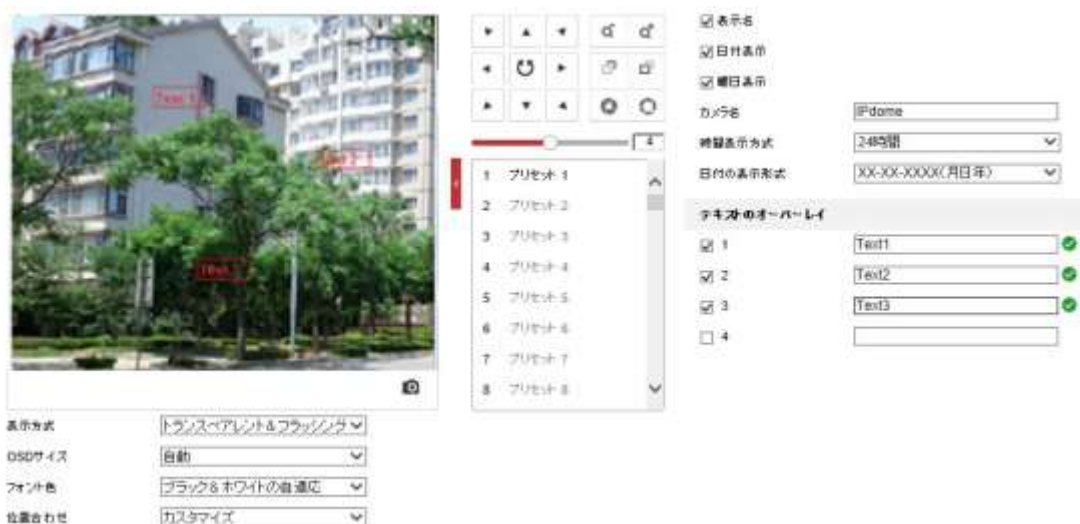 Text 1
Text 2
Text
4
1 プリセット 1
2 プリセット 2
3 プリセット 3
4 プリセット 4
5 プリセット 5
6 プリセット 6
7 プリセット 7
8 プリセット 8
表示名
日付表示
曜日表示
カメラ名 IPdome
時間表示方式 24時間
日付の表示形式 XX-XX-XXXX(月日年)
テキストのオーバーレイ
1 Text1
2 Text2
3 Text3
4
表示方式 トランスペアレント&フラッシング
OSDサイズ 自動
フォント色 ブラック&ホワイトの自適応
位置合わせ カスタマイズ